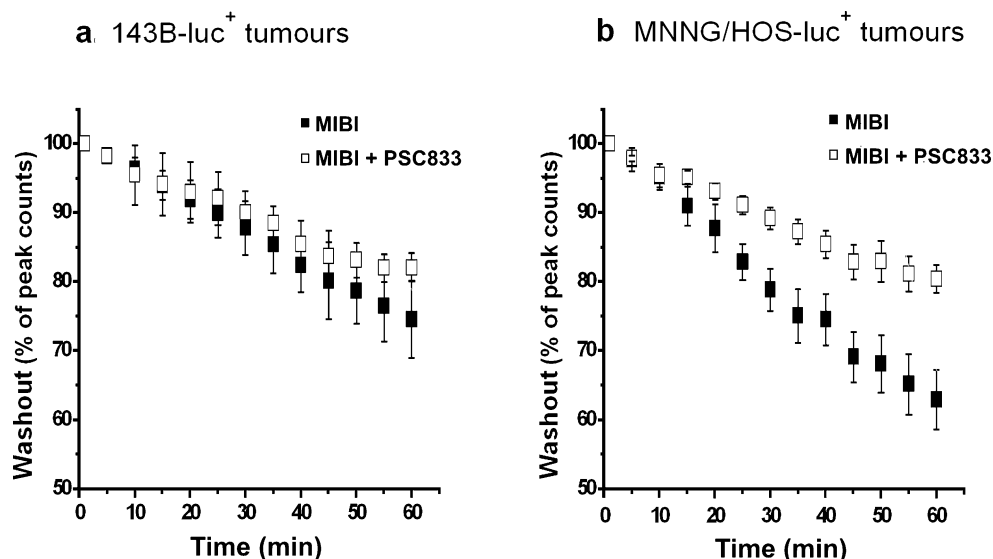 a 143B-luc⁺ tumours
Washout (% of peak counts)
100
90
80
70
60
50
■ MIBI
□ MIBI + PSC833
0 10 20 30 40 50 60
Time (min)
b MNNG/HOS-luc⁺ tumours
Washout (% of peak counts)
100
90
80
70
60
50
■ MIBI
□ MIBI + PSC833
0 10 20 30 40 50 60
Time (min)